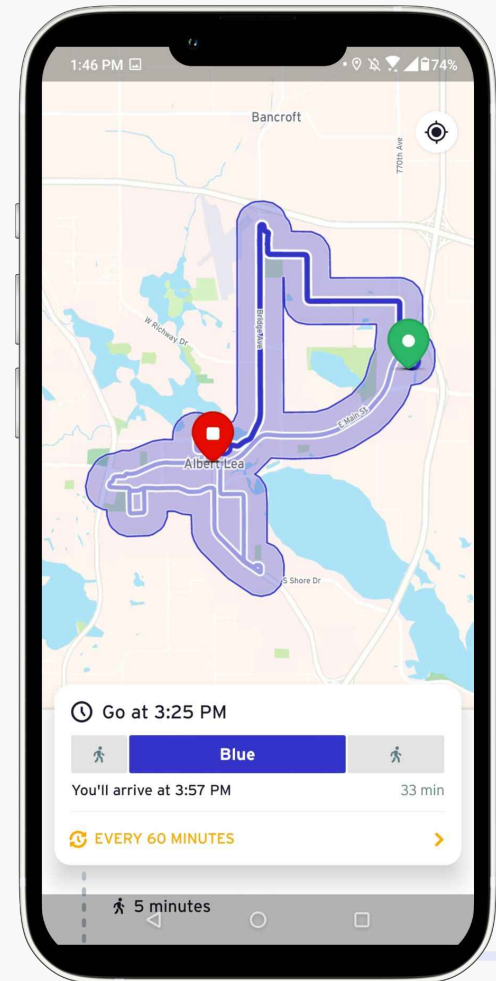 1:46 PM
74%
Bancroft
770th Ave
W Richway Dr
Bridge Ave
E Main St
Albert Lea
S Shore Dr
Go at 3:25 PM
Blue
You'll arrive at 3:57 PM
33 min
EVERY 60 MINUTES
5 minutes